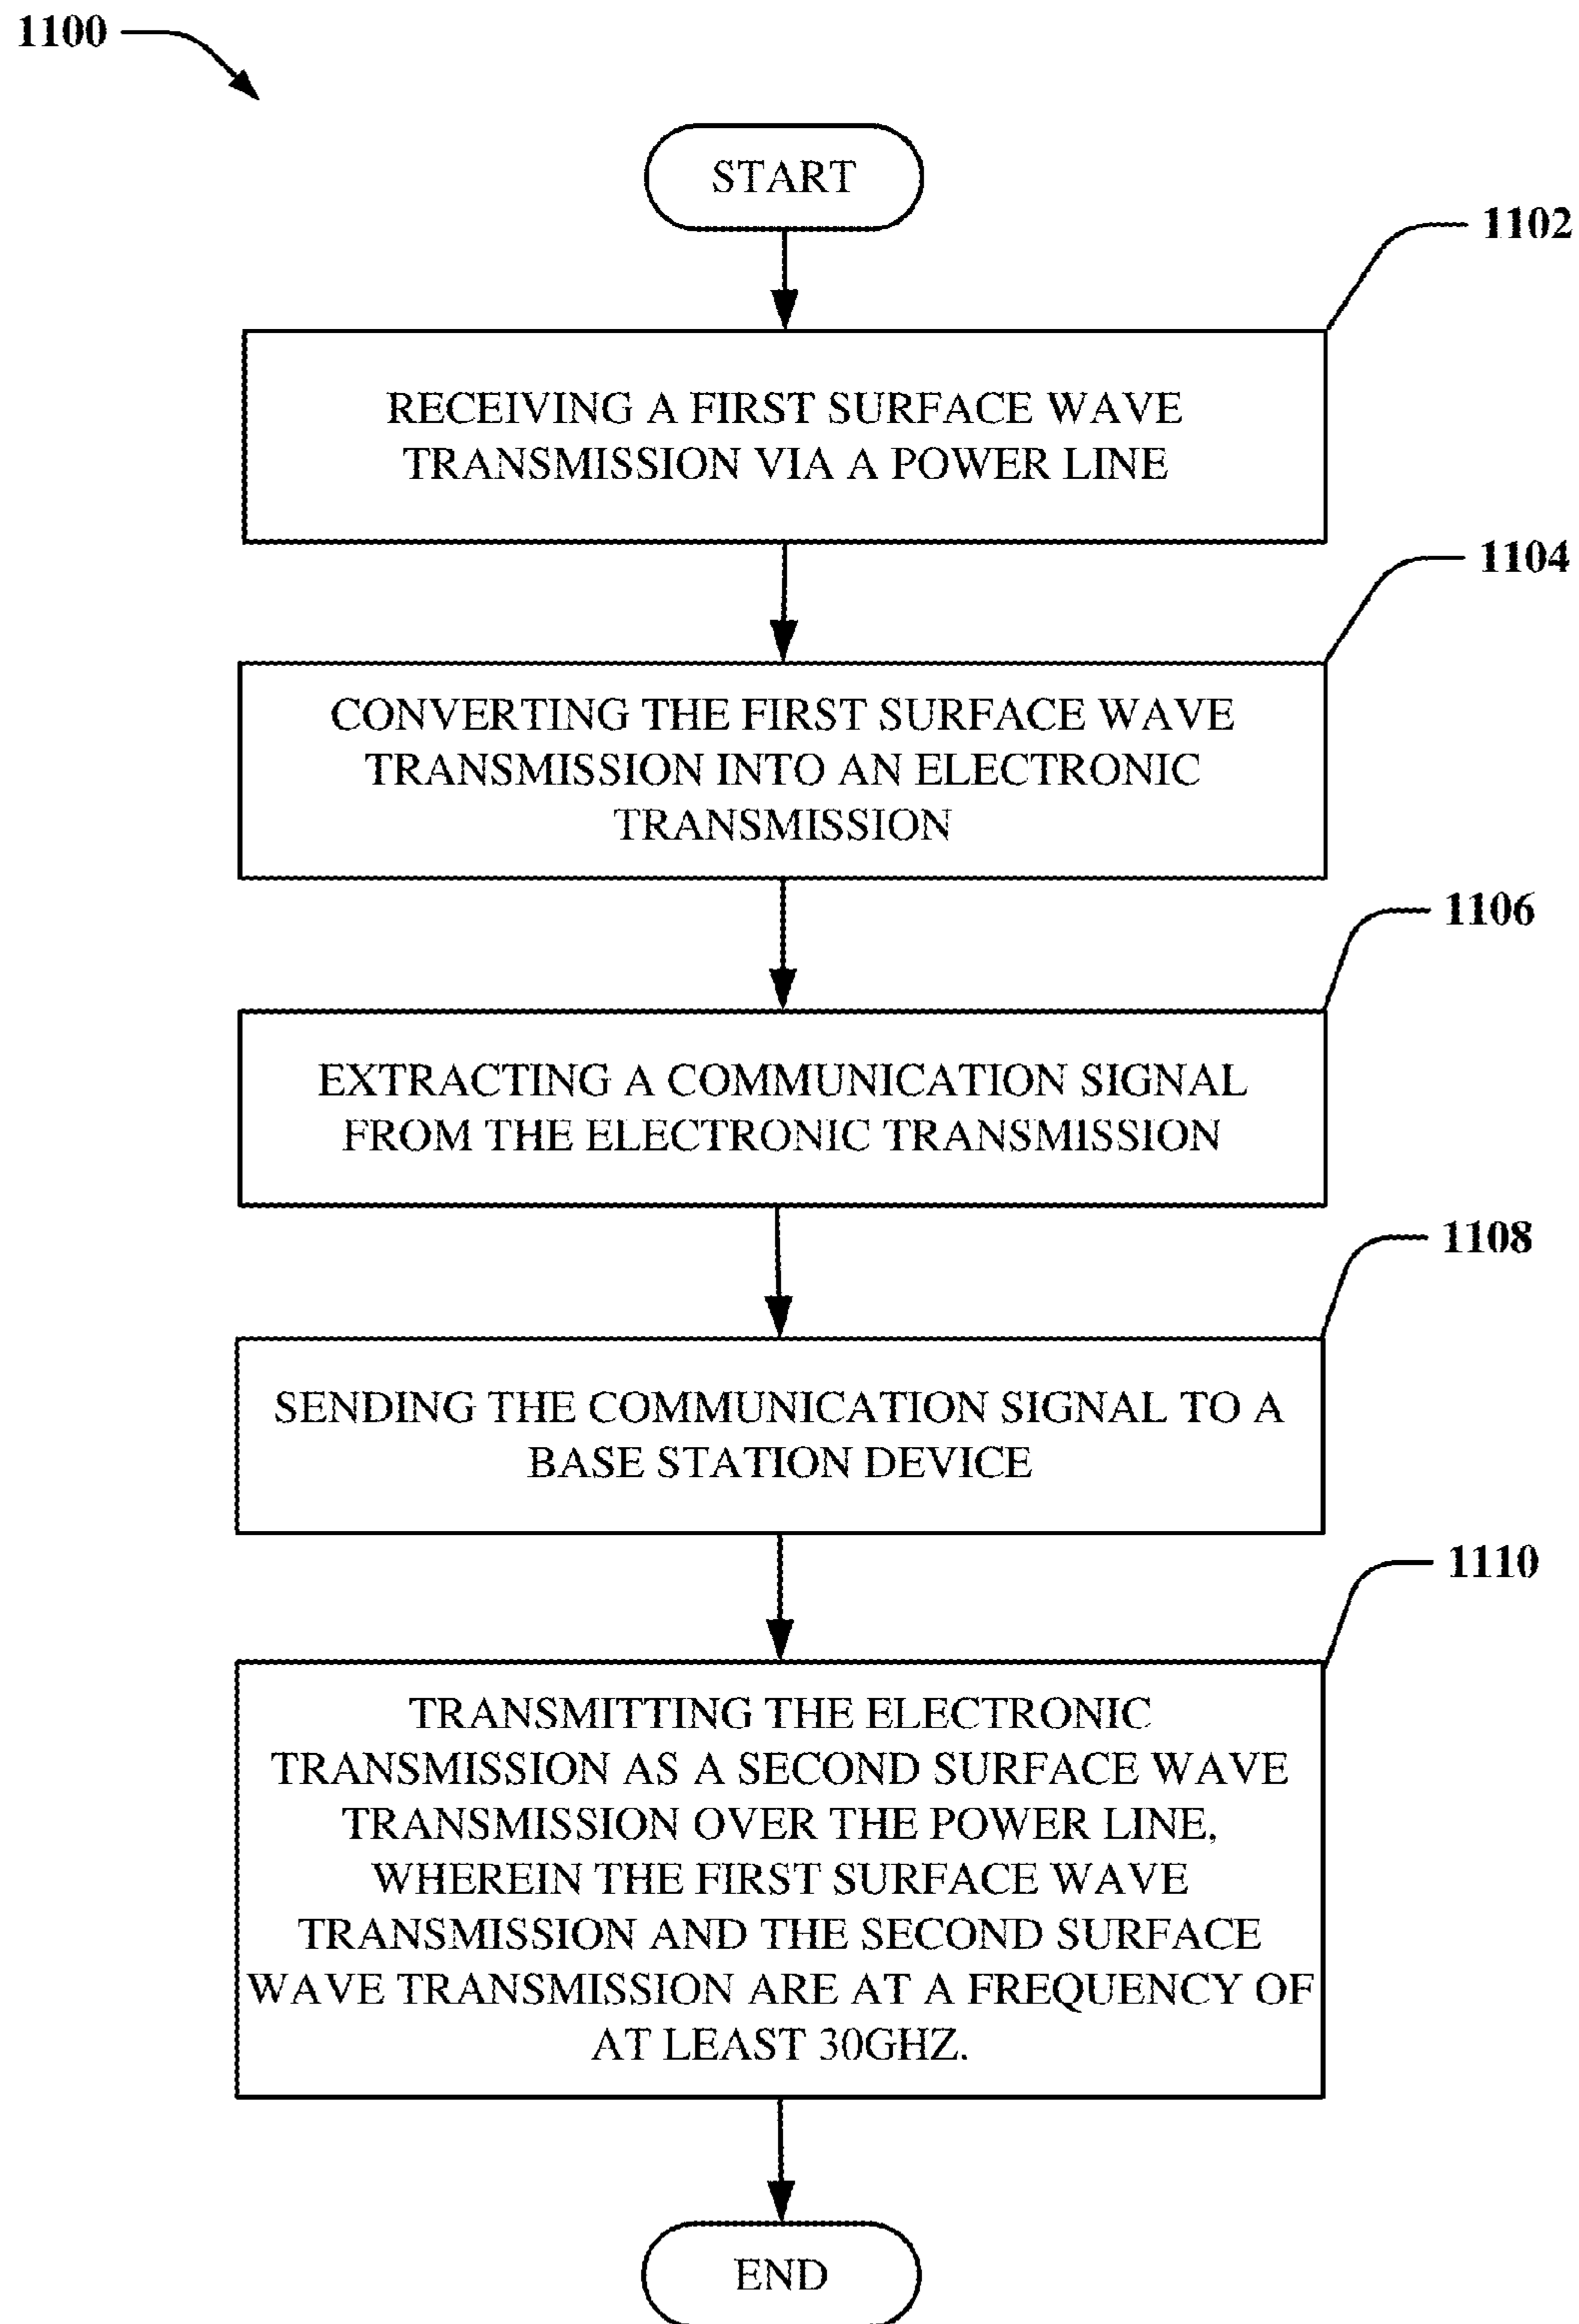 1100
START
1102
RECEIVING A FIRST SURFACE WAVE
TRANSMISSION VIA A POWER LINE
1104
CONVERTING THE FIRST SURFACE WAVE
TRANSMISSION INTO AN ELECTRONIC
TRANSMISSION
1106
EXTRACTING A COMMUNICATION SIGNAL
FROM THE ELECTRONIC TRANSMISSION
1108
SENDING THE COMMUNICATION SIGNAL TO A
BASE STATION DEVICE
1110
TRANSMITTING THE ELECTRONIC
TRANSMISSION AS A SECOND SURFACE WAVE
TRANSMISSION OVER THE POWER LINE,
WHEREIN THE FIRST SURFACE WAVE
TRANSMISSION AND THE SECOND SURFACE
WAVE TRANSMISSION ARE AT A FREQUENCY OF
AT LEAST 30GHZ.
END